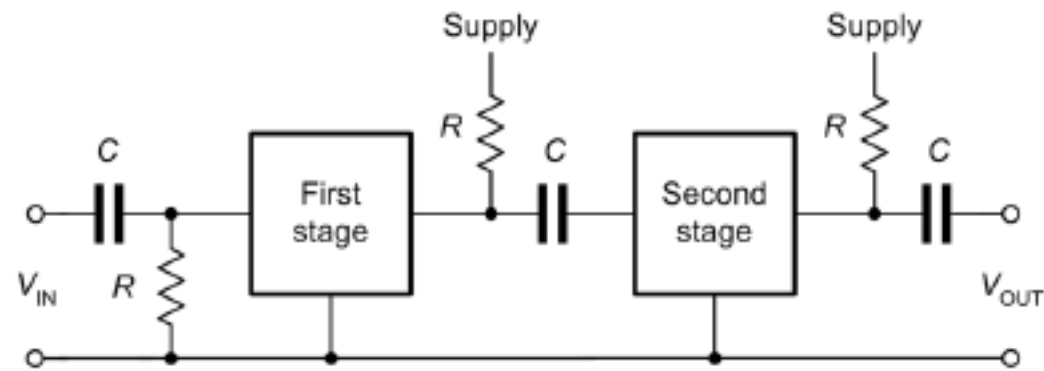 Supply
Supply
R
R
C
C
C
First
stage
Second
stage
V_IN
R
V_OUT